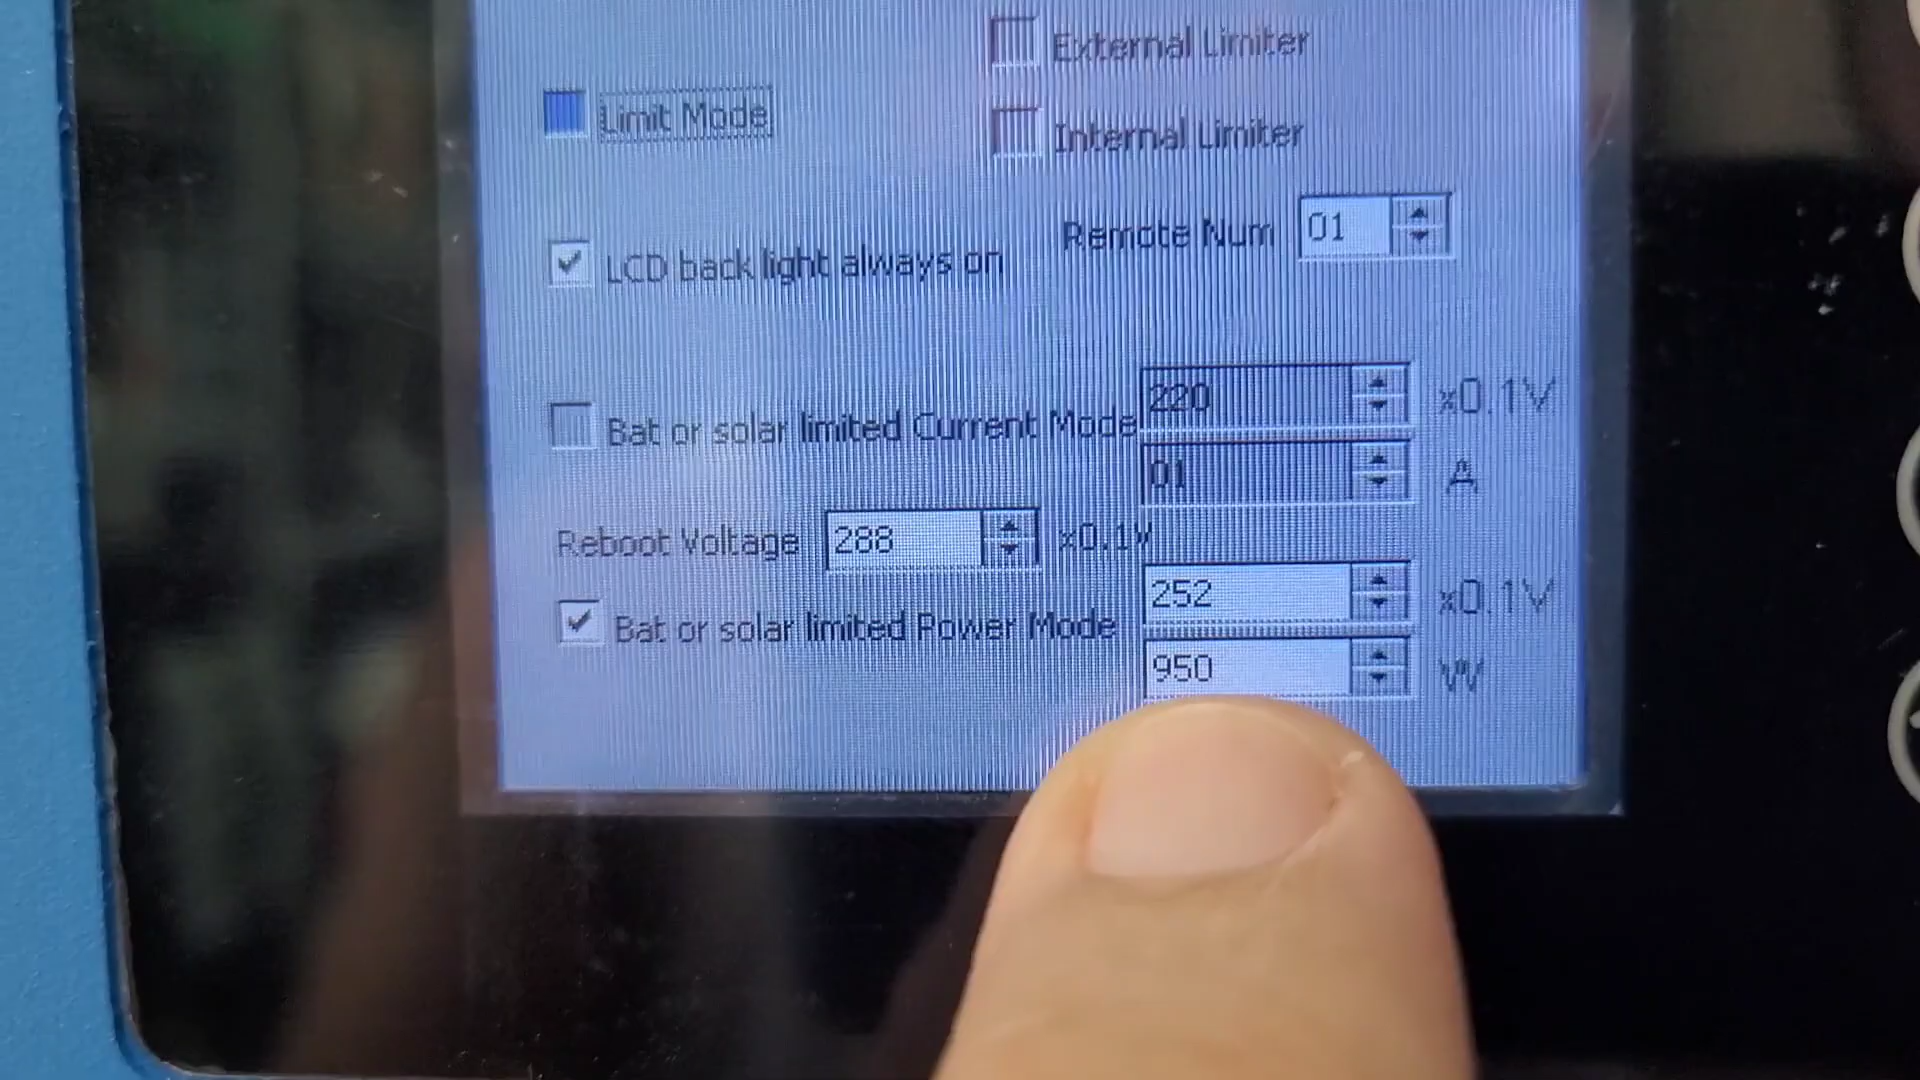 External Limiter
Limit Mode
Internal Limiter
Remote Num 01
LCD back light always on
220 x0.1V
Bat or solar limited Current Mode
01 A
Reboot Voltage 288 x0.1V
252 x0.1V
Bat or solar limited Power Mode
950 W